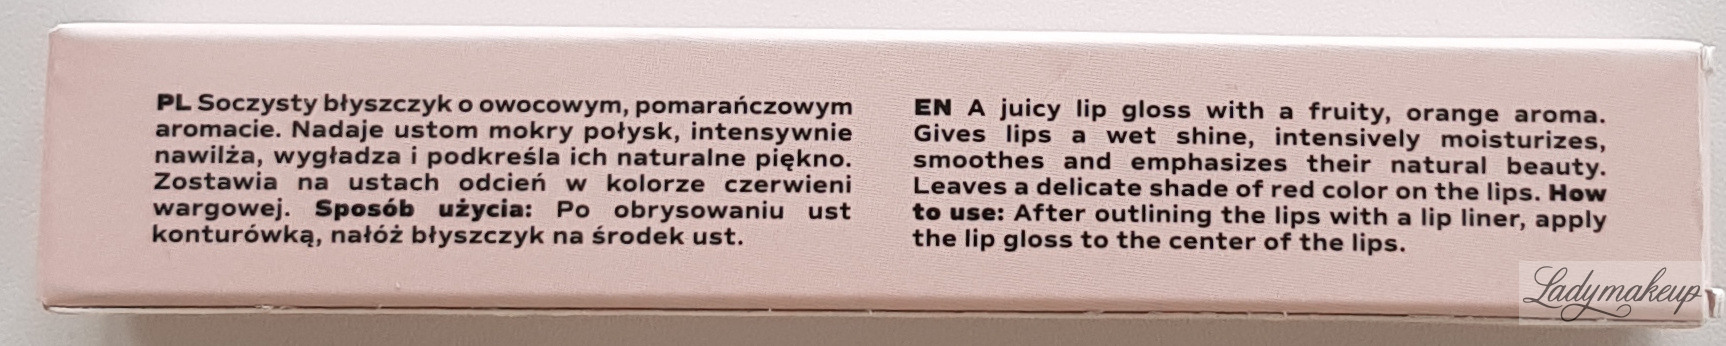 PL Soczysty błyszczyk o owocowym, pomarańczowym
aromacie. Nadaje ustom mokry połysk, intensywnie
nawilża, wygładza i podkreśla ich naturalne piękno.
Zostawia na ustach odcień w kolorze czerwieni
wargowej. Sposób użycia: Po obrysowaniu ust
konturówką, nałóż błyszczyk na środek ust.
EN A juicy lip gloss with a fruity, orange aroma.
Gives lips a wet shine, intensively moisturizes,
smoothes and emphasizes their natural beauty.
Leaves a delicate shade of red color on the lips. How
to use: After outlining the lips with a lip liner, apply
the lip gloss to the center of the lips.
Ladymakeup